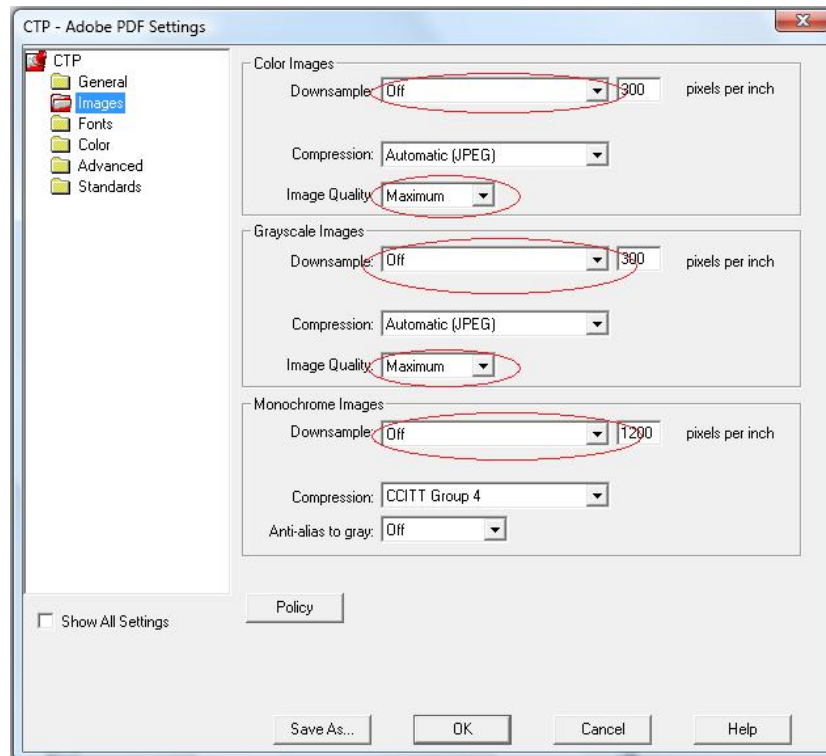 CTP - Adobe PDF Settings
CTP
General
Images
Fonts
Color
Advanced
Standards
Show All Settings
Color Images
Downsample: Off 300 pixels per inch
Compression: Automatic (JPEG)
Image Quality: Maximum
Grayscale Images
Downsample: Off 300 pixels per inch
Compression: Automatic (JPEG)
Image Quality: Maximum
Monochrome Images
Downsample: Off 1200 pixels per inch
Compression: CCITT Group 4
Anti-alias to gray: Off
Policy
Save As... OK Cancel Help